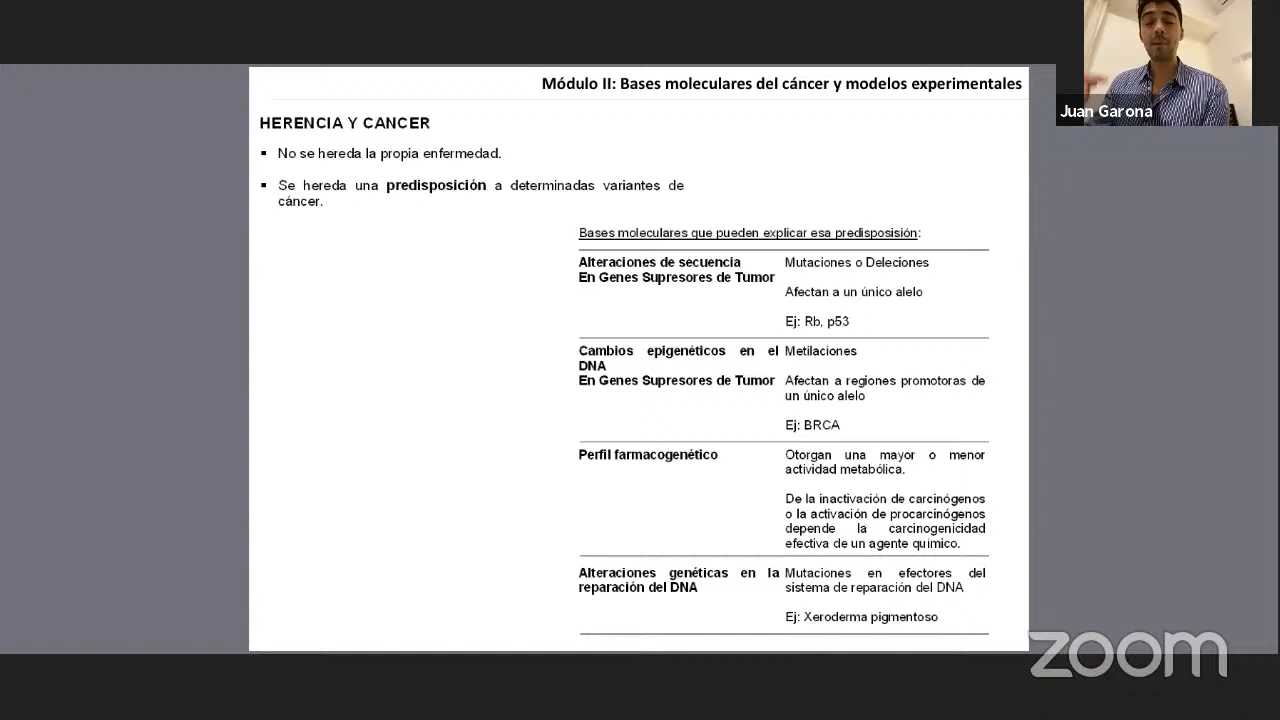 Módulo II: Bases moleculares del cáncer y modelos experimentales
Juan Garona
HERENCIA Y CANCER
▪ No se hereda la propia enfermedad.
▪ Se hereda una predisposición a determinadas variantes de
cáncer.
Bases moleculares que pueden explicar esa predisposisión:
Alteraciones de secuencia
En Genes Supresores de Tumor
Mutaciones o Deleciones
Afectan a un único alelo
Ej: Rb, p53
Cambios epigenéticos en el
DNA
En Genes Supresores de Tumor
Metilaciones
Afectan a regiones promotoras de
un único alelo
Ej: BRCA
Perfil farmacogenético
Otorgan una mayor o menor
actividad metabólica.
De la inactivación de carcinógenos
o la activación de procarcinógenos
depende la carcinogenicidad
efectiva de un agente químico.
Alteraciones genéticas en la
reparación del DNA
Mutaciones en efectores del
sistema de reparación del DNA
Ej: Xeroderma pigmentoso
zoom